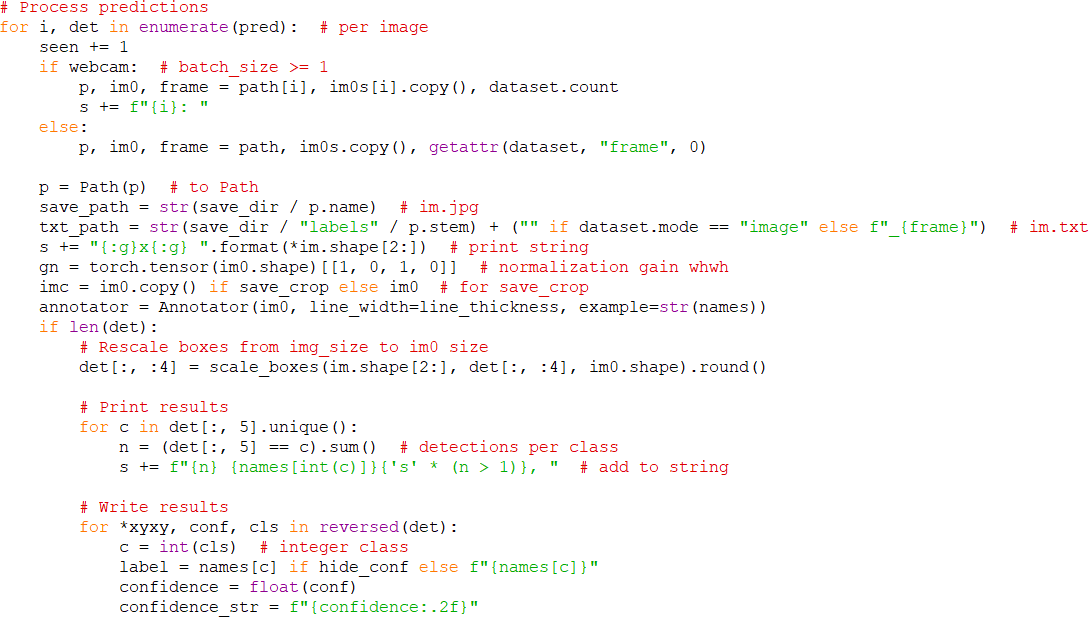 # Process predictions
for i, det in enumerate(pred):  # per image
    seen += 1
    if webcam:  # batch_size >= 1
        p, im0, frame = path[i], im0s[i].copy(), dataset.count
        s += f"{i}: "
    else:
        p, im0, frame = path, im0s.copy(), getattr(dataset, "frame", 0)

    p = Path(p)  # to Path
    save_path = str(save_dir / p.name)  # im.jpg
    txt_path = str(save_dir / "labels" / p.stem) + ("" if dataset.mode == "image" else f"_{frame}")  # im.txt
    s += "{:g}x{:g} ".format(*im.shape[2:])  # print string
    gn = torch.tensor(im0.shape)[[1, 0, 1, 0]]  # normalization gain whwh
    imc = im0.copy() if save_crop else im0  # for save_crop
    annotator = Annotator(im0, line_width=line_thickness, example=str(names))
    if len(det):
        # Rescale boxes from img_size to im0 size
        det[:, :4] = scale_boxes(im.shape[2:], det[:, :4], im0.shape).round()

        # Print results
        for c in det[:, 5].unique():
            n = (det[:, 5] == c).sum()  # detections per class
            s += f"{n} {names[int(c)]}{'s' * (n > 1)}, "  # add to string

        # Write results
        for *xyxy, conf, cls in reversed(det):
            c = int(cls)  # integer class
            label = names[c] if hide_conf else f"{names[c]}"
            confidence = float(conf)
            confidence_str = f"{confidence:.2f}"